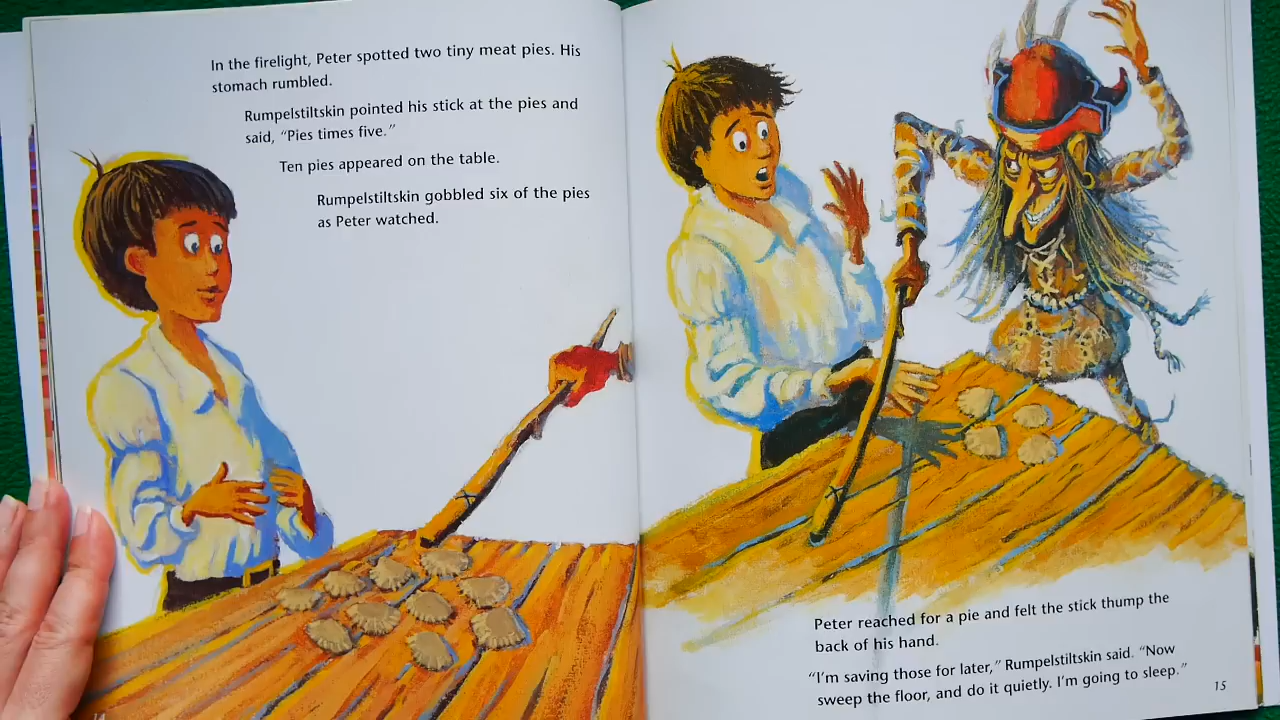 In the firelight, Peter spotted two tiny meat pies. His
stomach rumbled.
Rumpelstiltskin pointed his stick at the pies and
said, “Pies times five.”
Ten pies appeared on the table.
Rumpelstiltskin gobbled six of the pies
as Peter watched.
14
Peter reached for a pie and felt the stick thump the
back of his hand.
“I’m saving those for later,” Rumpelstiltskin said. “Now
sweep the floor, and do it quietly. I’m going to sleep.”
15